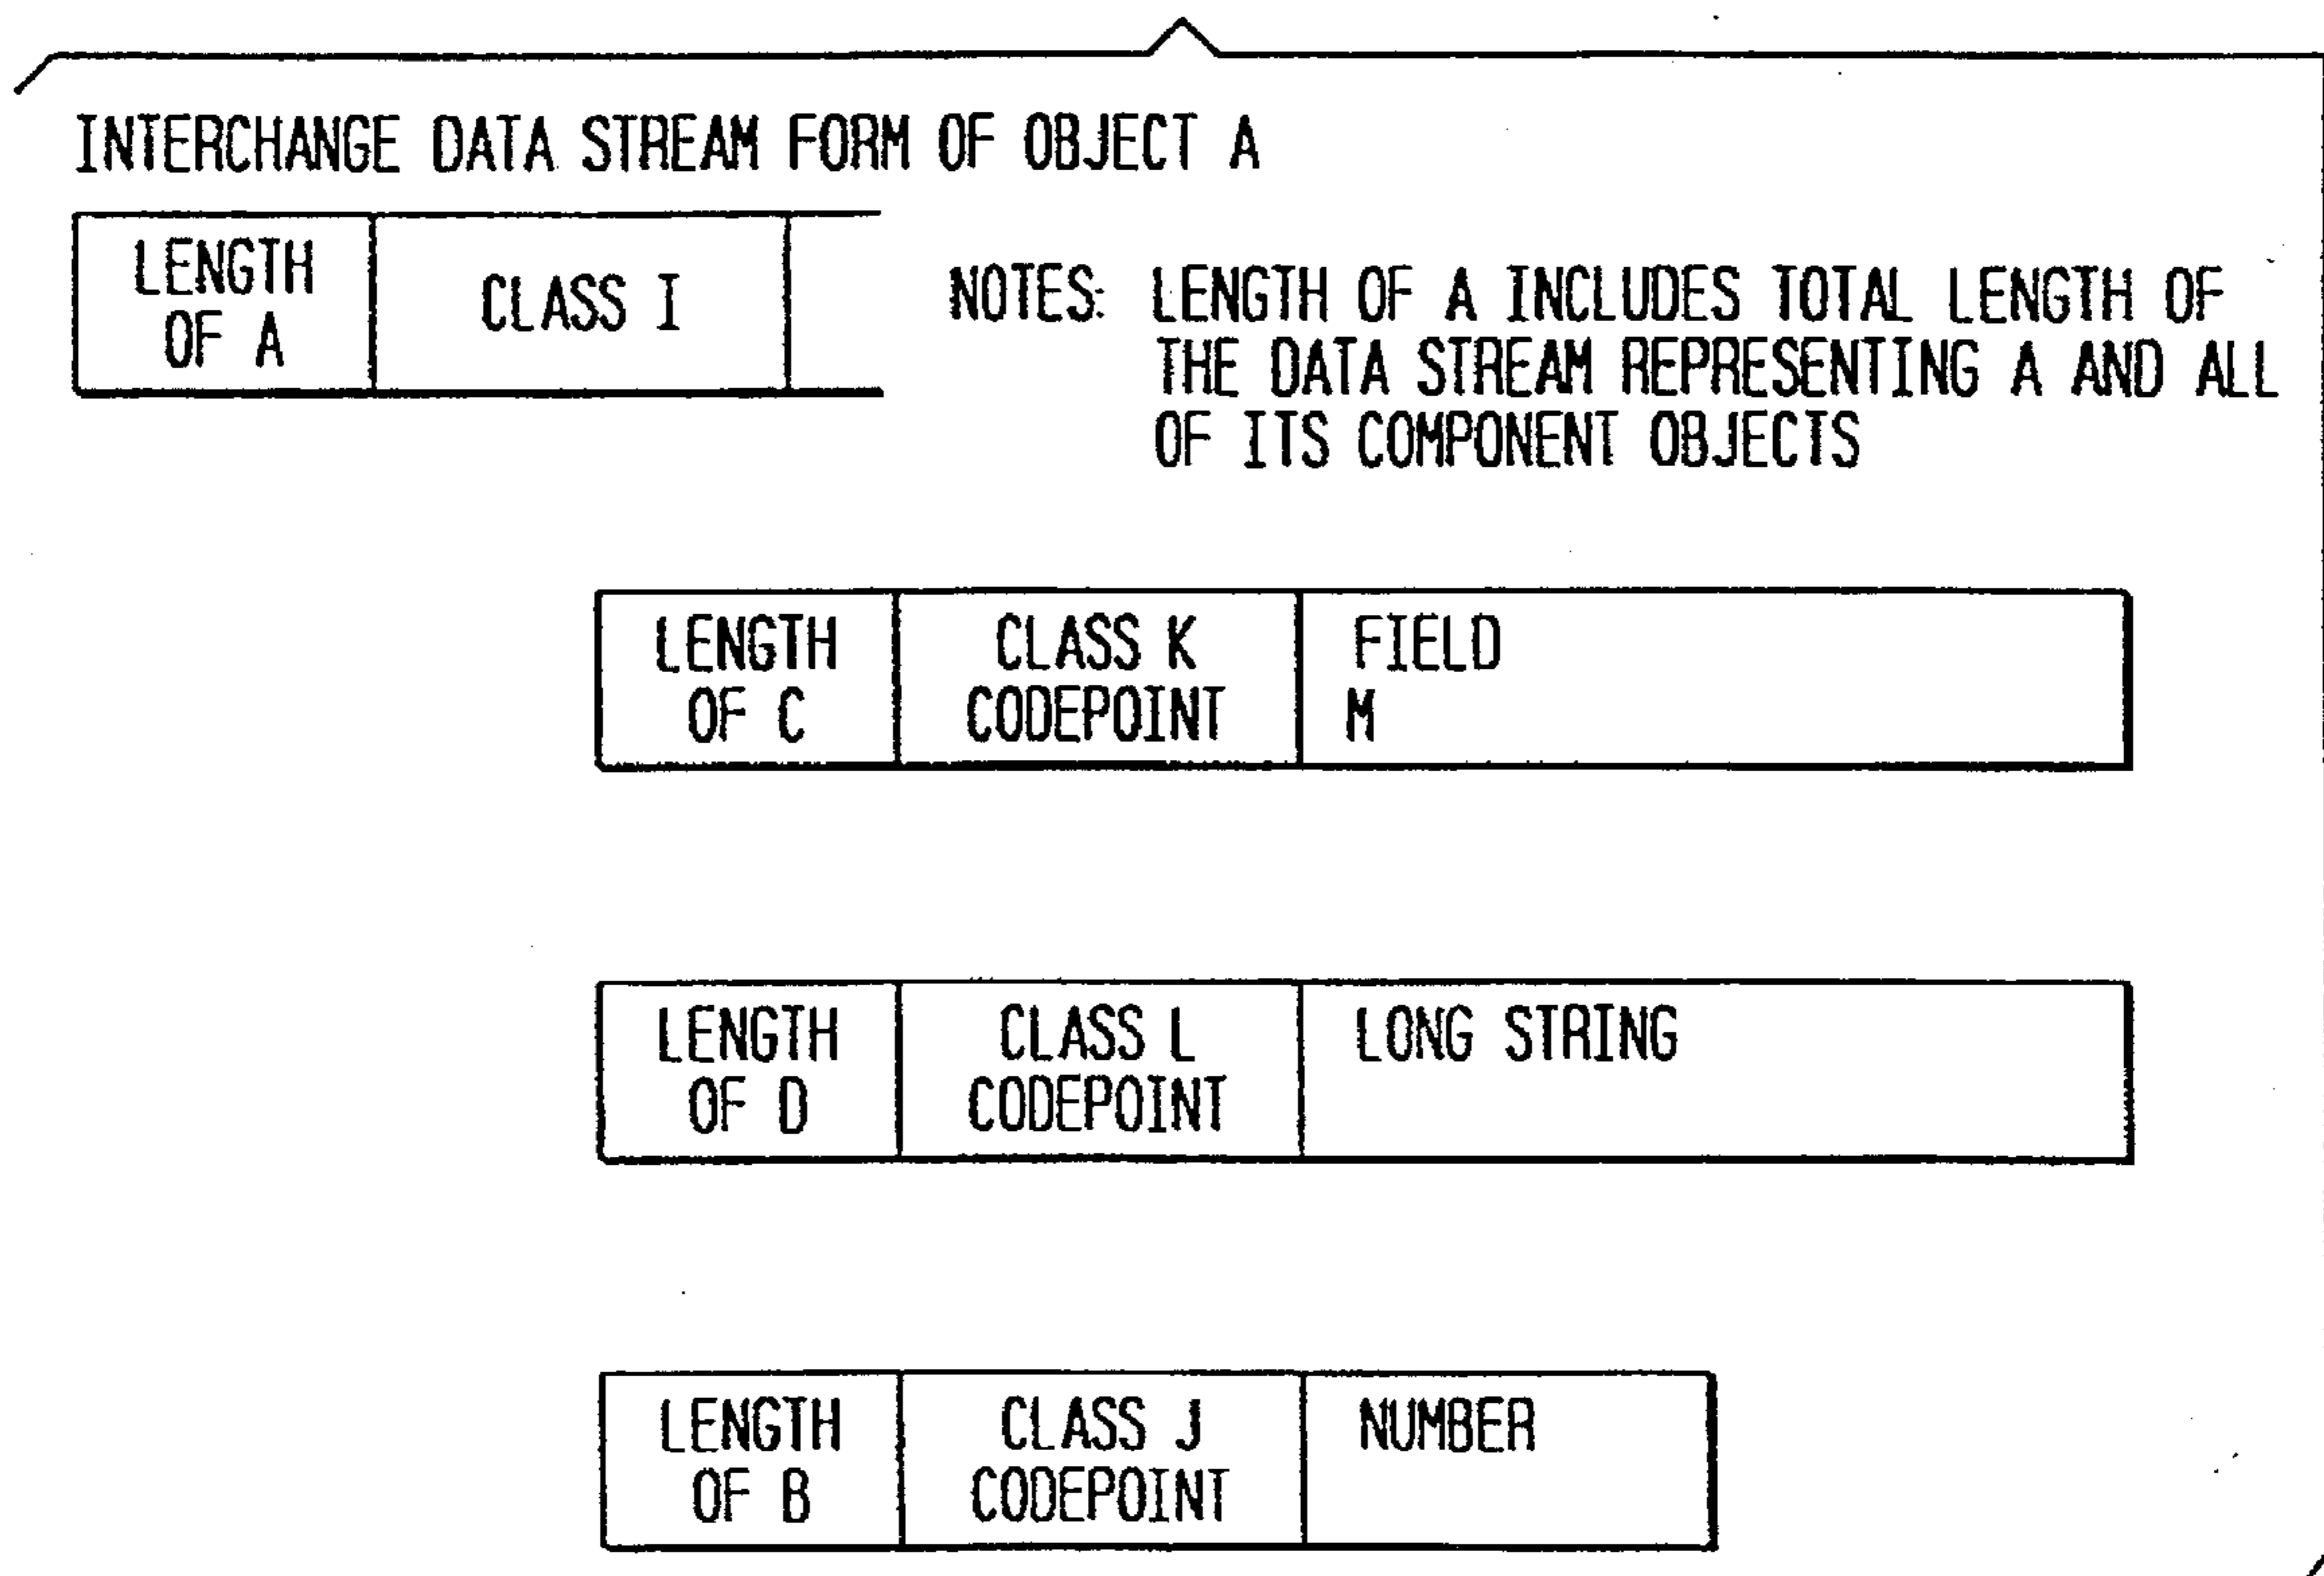 INTERCHANGE DATA STREAM FORM OF OBJECT A
LENGTH
OF A
CLASS I
NOTES: LENGTH OF A INCLUDES TOTAL LENGTH OF
THE DATA STREAM REPRESENTING A AND ALL
OF ITS COMPONENT OBJECTS
LENGTH
OF C
CLASS K
CODEPOINT
FIELD
M
LENGTH
OF D
CLASS L
CODEPOINT
LONG STRING
LENGTH
OF B
CLASS J
CODEPOINT
NUMBER